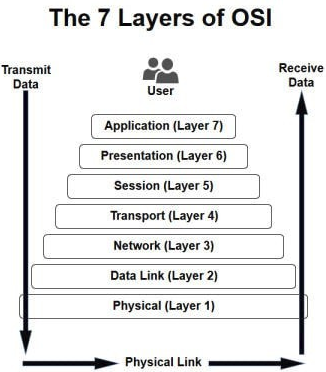 The 7 Layers of OSI
Transmit
Data
User
Receive
Data
Application (Layer 7)
Presentation (Layer 6)
Session (Layer 5)
Transport (Layer 4)
Network (Layer 3)
Data Link (Layer 2)
Physical (Layer 1)
Physical Link